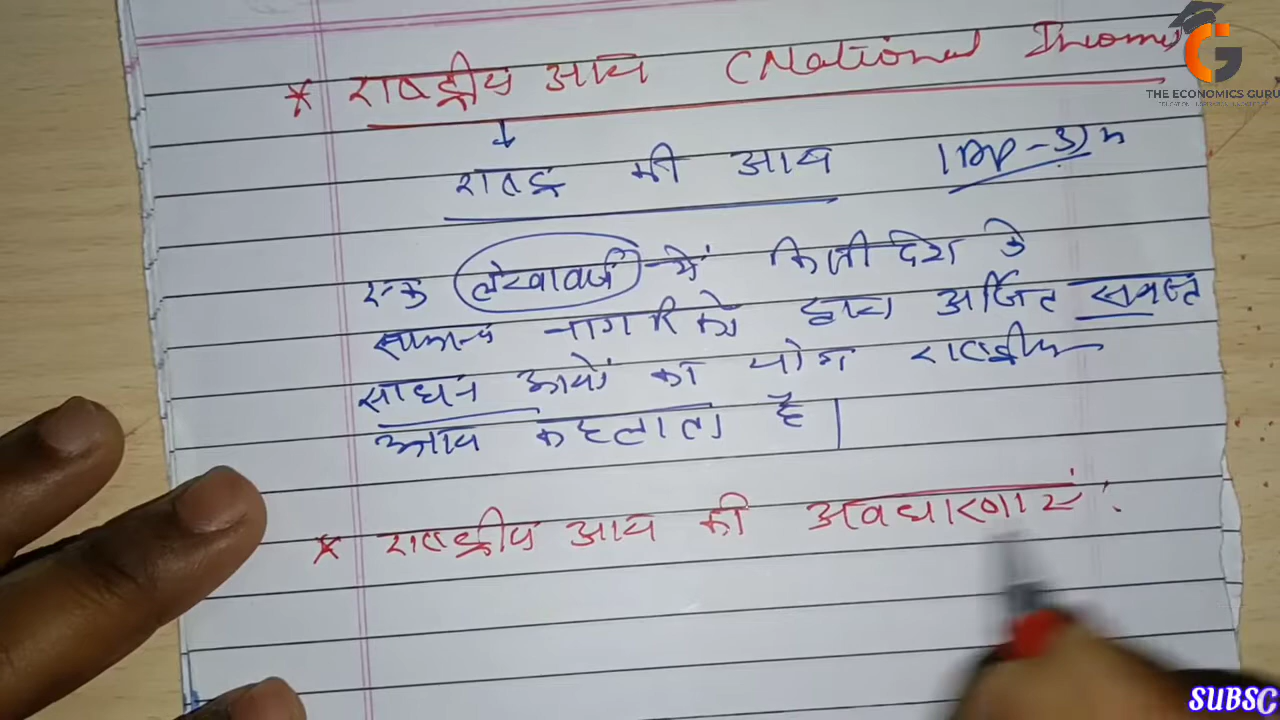 * राष्ट्रीय आय (National Income)
THE ECONOMICS GURU
राष्ट्र की आय
एक लेखावर्ष में किसी देश के
सामान्य नागरिको द्वारा अर्जित समस्त
साधन आयों का योग राष्ट्रीय
आय कहलाता है |
* राष्ट्रीय आय की अवधारणाएं :
SUBSC